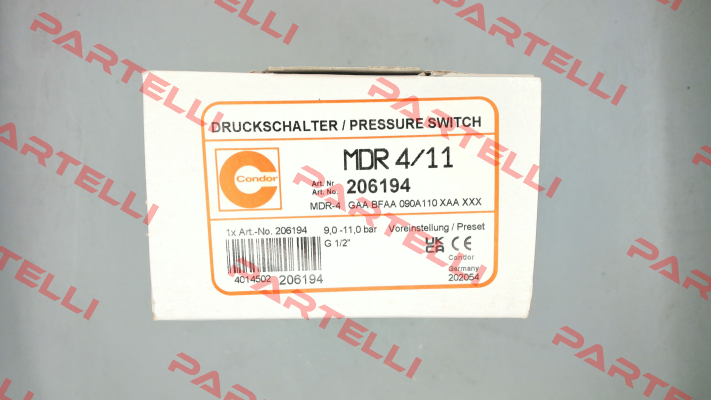 DRUCKSCHALTER / PRESSURE SWITCH
Condor
MDR 4/11
Art. Nr.
Art. No. 206194
MDR-4 GAA BFAA 090A110 XAA XXX
1x Art.-No. 206194 9,0 -11,0 bar Voreinstellung / Preset
G 1/2"
UK CA CE
Condor
Germany
4014502 206194 202054
PARTELLI
PARTELLI
PARTELLI
PARTELLI
PARTELLI
PARTELLI
PARTELLI
PARTELLI
PARTELLI